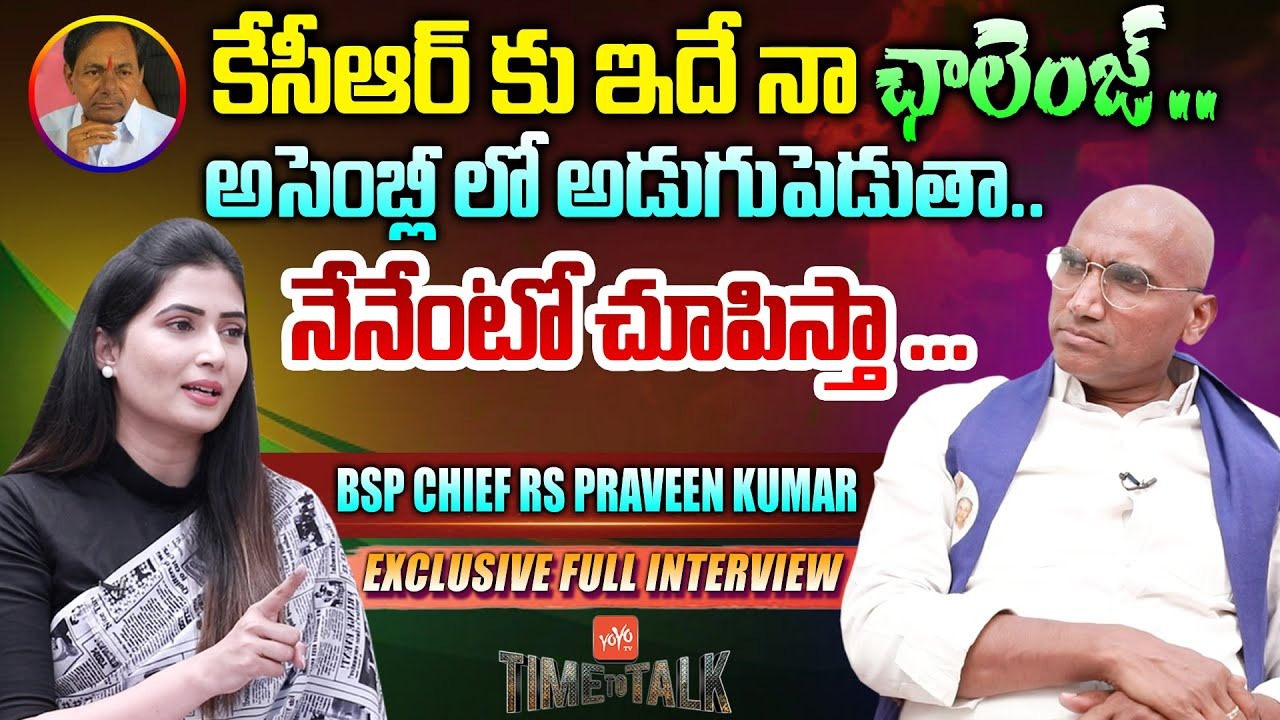 కేసీఆర్ కు ఇదే నా ఛాలెంజ్..
అసెంబ్లీ లో అడుగుపెడుతా..
నేనేంటో చూపిస్తా...
BSP CHIEF RS PRAVEEN KUMAR
EXCLUSIVE FULL INTERVIEW
YOYO
TV
TIME TO TALK